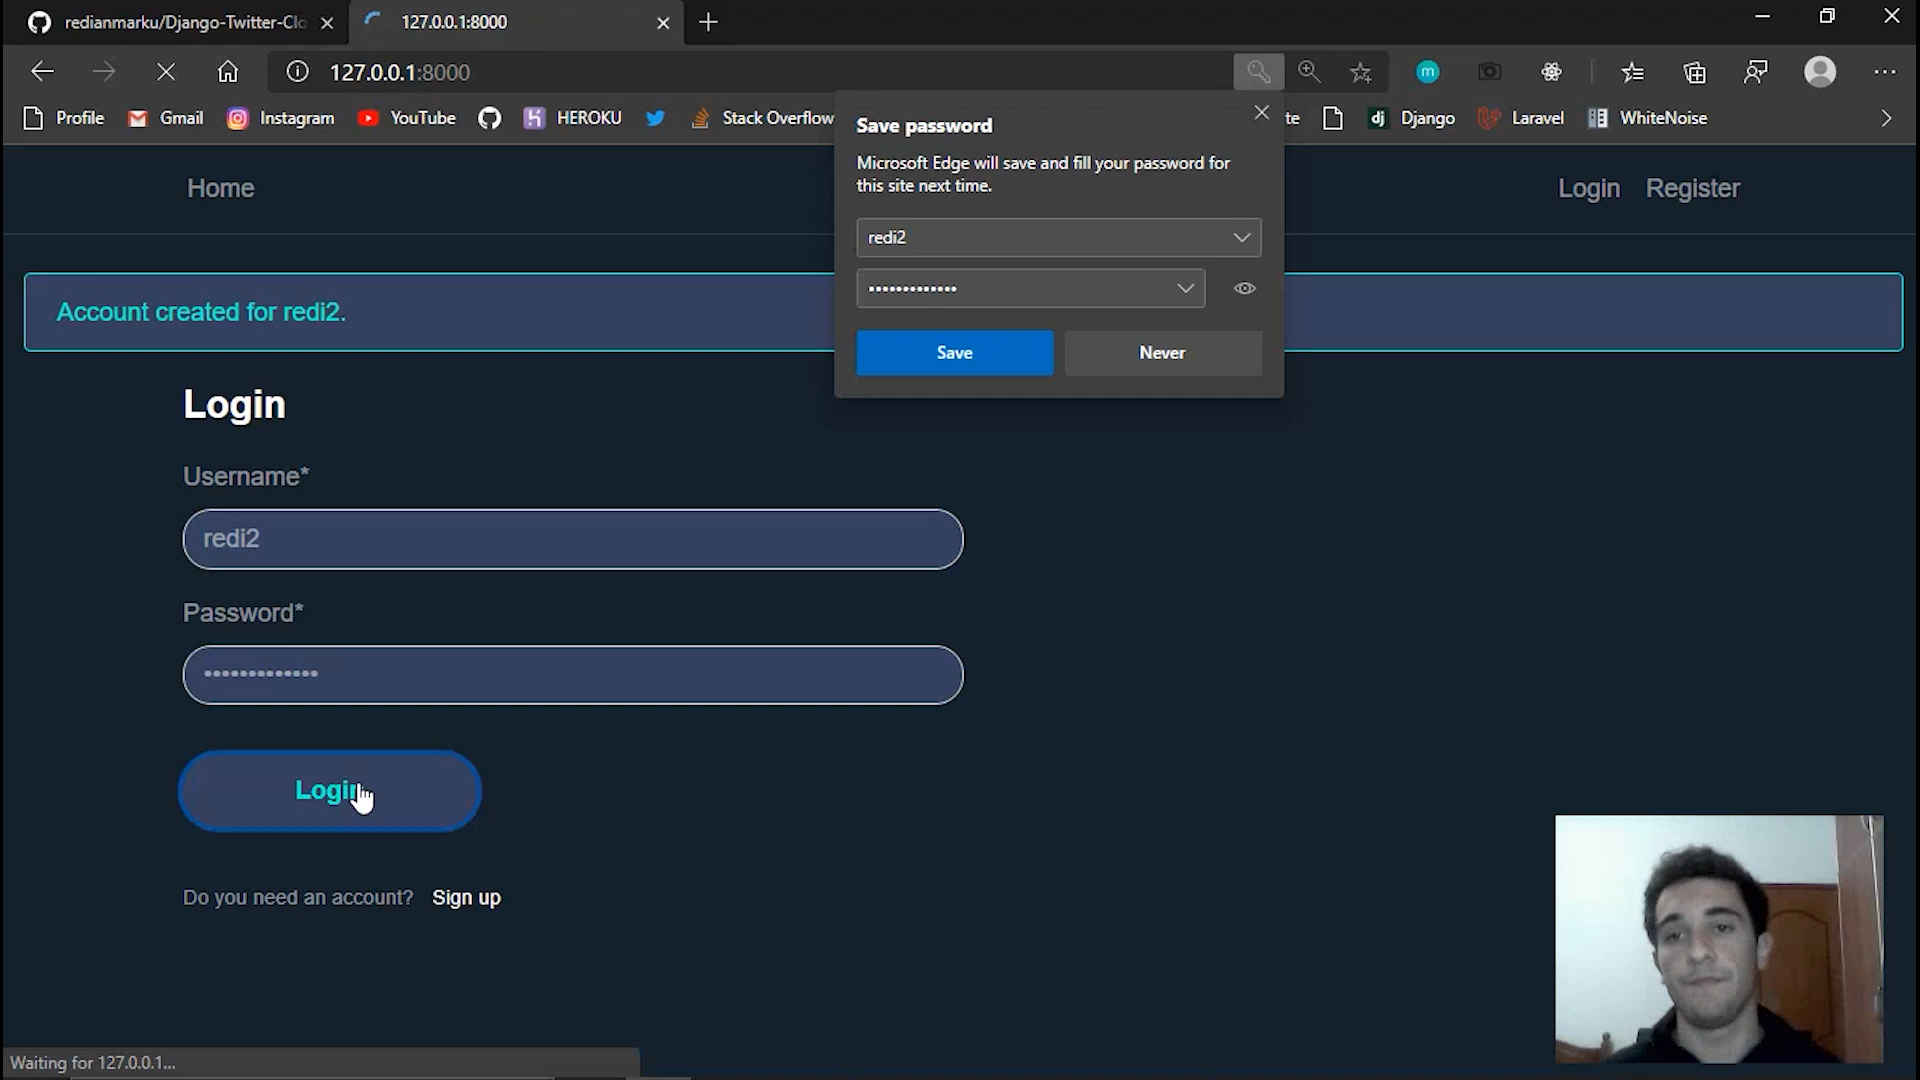 redianmarku/Django-Twitter-Clo
127.0.0.1:8000
127.0.0.1:8000
m
Profile
Gmail
Instagram
YouTube
HEROKU
Stack Overflow
te
dj Django
Laravel
WhiteNoise
Save password
Microsoft Edge will save and fill your password for
this site next time.
redi2
•••••••••••••
Save
Never
Home
Login
Register
Account created for redi2.
Login
Username*
redi2
Password*
•••••••••••••
Login
Do you need an account? Sign up
Waiting for 127.0.0.1...